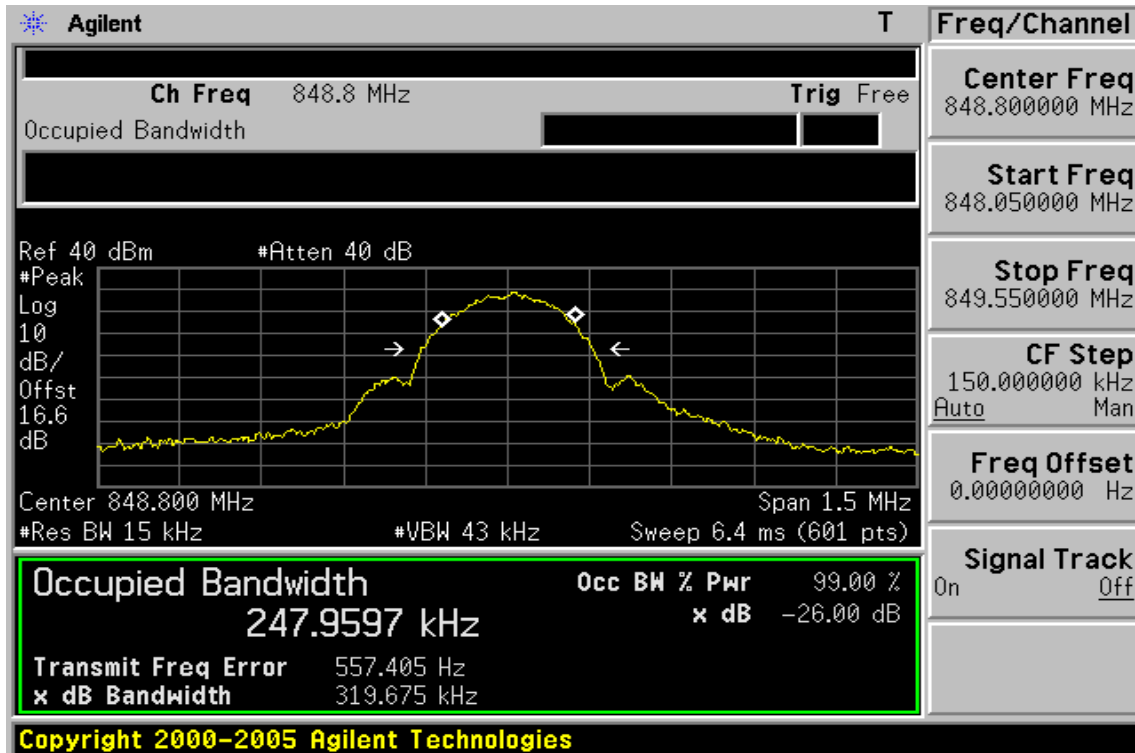 Agilent T
Ch Freq 848.8 MHz Trig Free
Occupied Bandwidth
Ref 40 dBm #Atten 40 dB
#Peak
Log
10
dB/
Offst
16.6
dB
Center 848.800 MHz Span 1.5 MHz
#Res BW 15 kHz #VBW 43 kHz Sweep 6.4 ms (601 pts)
Occupied Bandwidth Occ BW % Pwr 99.00 %
247.9597 kHz x dB -26.00 dB
Transmit Freq Error 557.405 Hz
x dB Bandwidth 319.675 kHz
Copyright 2000-2005 Agilent Technologies
Freq/Channel
Center Freq
848.800000 MHz
Start Freq
848.050000 MHz
Stop Freq
849.550000 MHz
CF Step
150.000000 kHz
Auto Man
Freq Offset
0.00000000 Hz
Signal Track
On Off